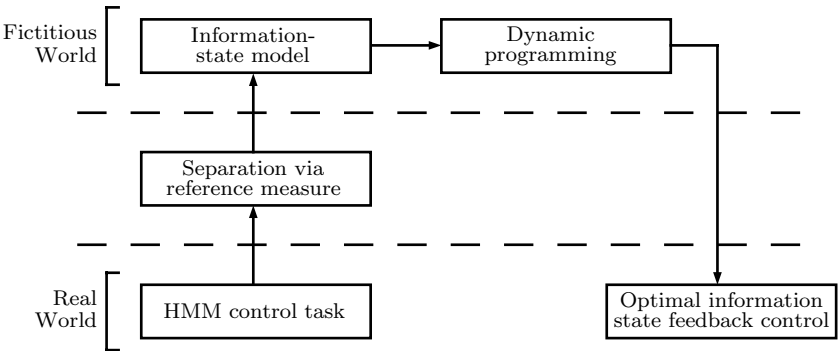 Fictitious
World
Information-
state model
Dynamic
programming
Separation via
reference measure
Real
World
HMM control task
Optimal information
state feedback control